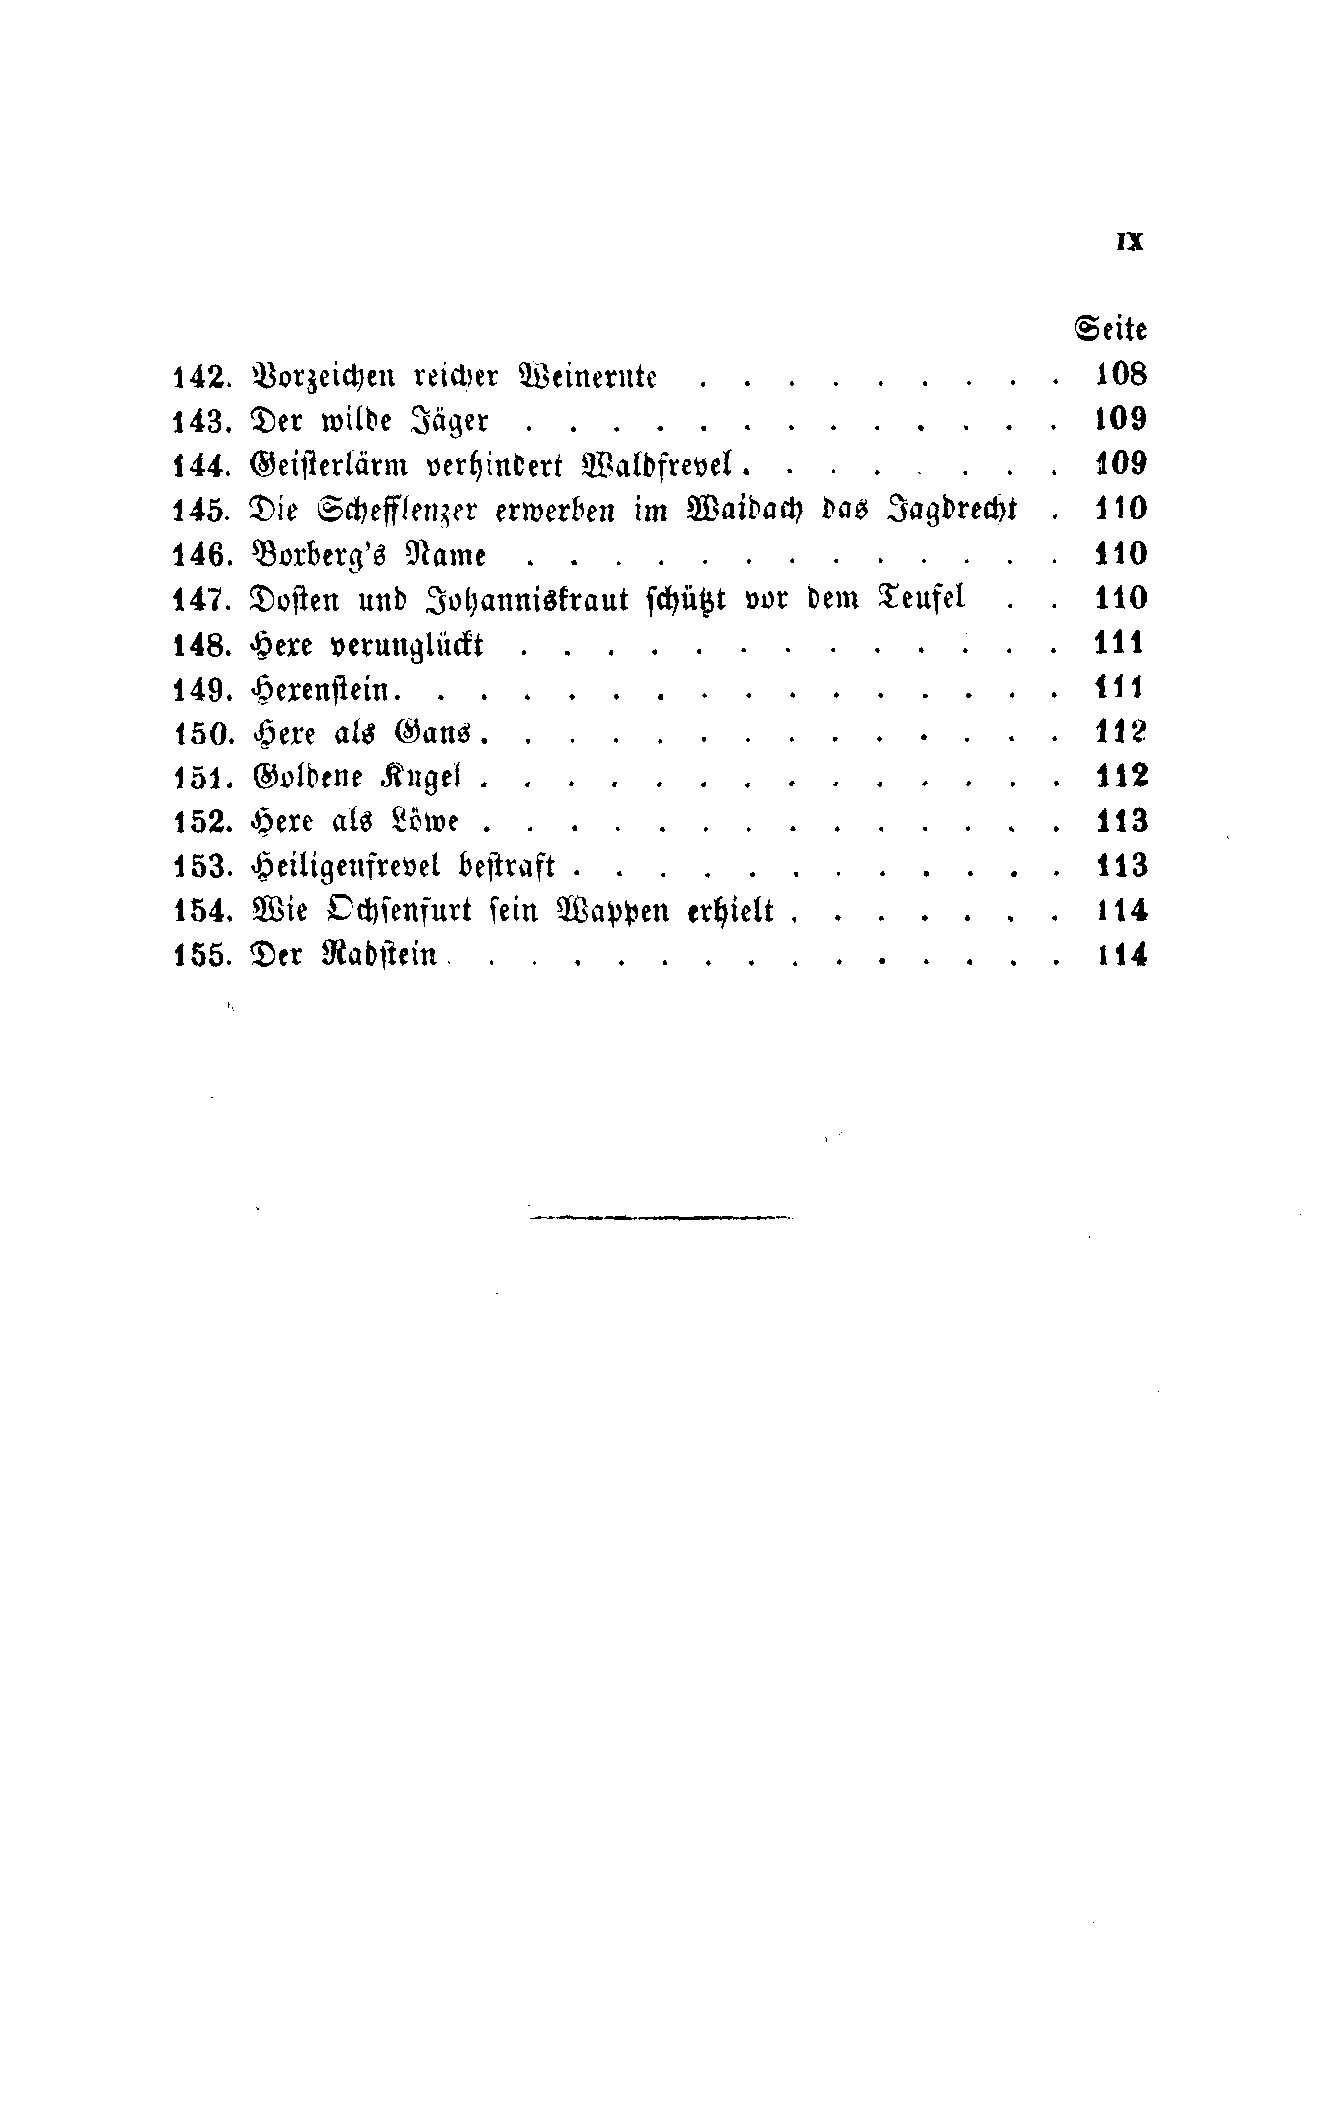 IX
Seite
142. Vorzeichen reicher Weinernte . . . . . . . . . 108
143. Der wilde Jäger . . . . . . . . . . . . . 109
144. Geisterlärm verhindert Waldfrevel . . . . . . . . 109
145. Die Schefflenzer erwerben im Waidach das Jagdrecht . 110
146. Boxberg's Name . . . . . . . . . . . . . 110
147. Dosten und Johanniskraut schützt vor dem Teufel . . 110
148. Hexe verunglückt . . . . . . . . . . . . . 111
149. Hexenstein . . . . . . . . . . . . . . . . 111
150. Hexe als Gans . . . . . . . . . . . . . . 112
151. Goldene Kugel . . . . . . . . . . . . . . 112
152. Hexe als Löwe . . . . . . . . . . . . . . 113
153. Heiligenfrevel bestraft . . . . . . . . . . . . 113
154. Wie Ochsenfurt sein Wappen erhielt . . . . . . . 114
155. Der Radstein . . . . . . . . . . . . . . . 114